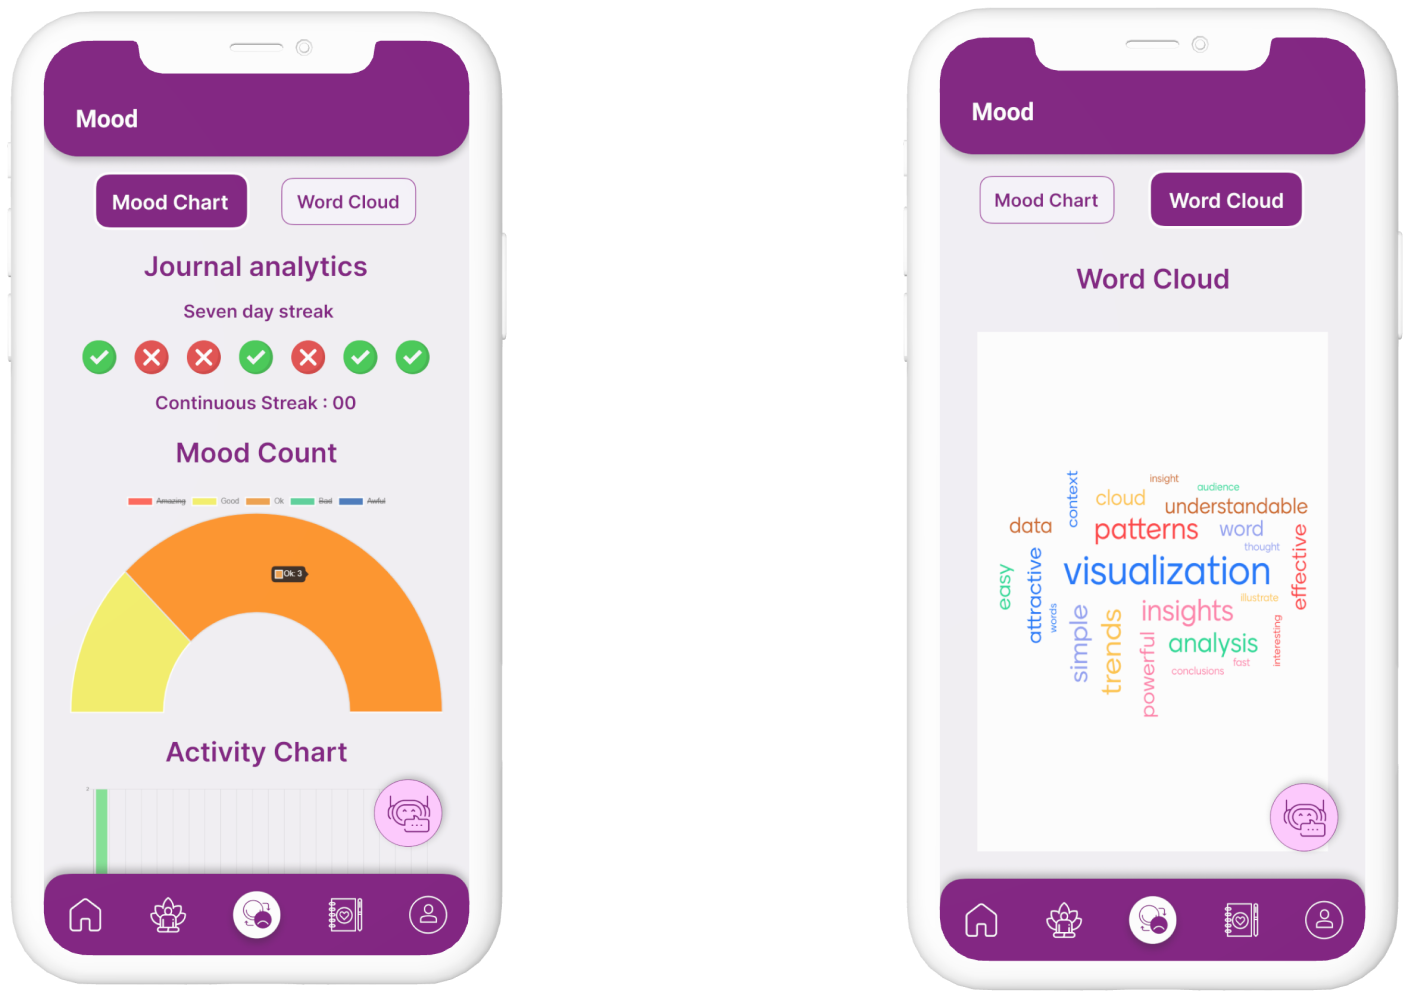 Mood
Mood Chart
Word Cloud
Journal analytics
Seven day streak
Continuous Streak : 00
Mood Count
Amazing Good Ok Bad Awful
Ok: 3
Activity Chart
2
Mood
Mood Chart
Word Cloud
Word Cloud
context
insight
audience
cloud
understandable
data
patterns
word
thought
effective
visualization
easy
attractive
words
illustrate
insights
simple
trends
powerful
analysis
interesting
fast
conclusions